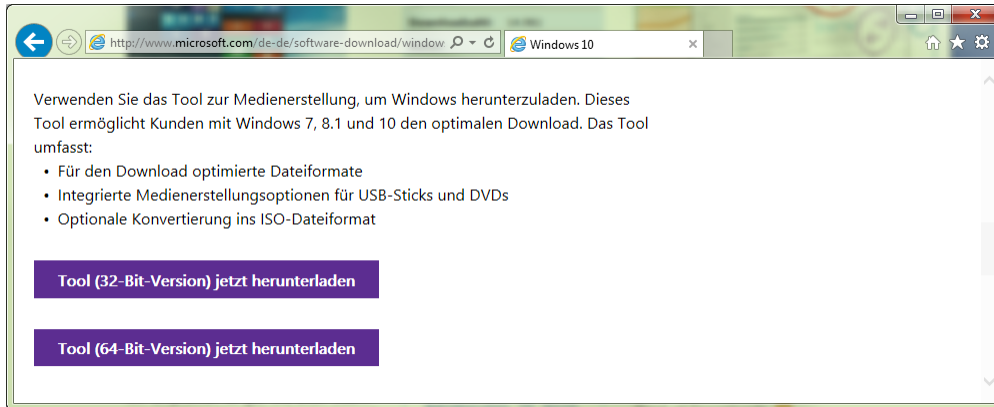 http://www.microsoft.com/de-de/software-download/window
Windows 10
Verwenden Sie das Tool zur Medienerstellung, um Windows herunterzuladen. Dieses
Tool ermöglicht Kunden mit Windows 7, 8.1 und 10 den optimalen Download. Das Tool
umfasst:
• Für den Download optimierte Dateiformate
• Integrierte Medienerstellungsoptionen für USB-Sticks und DVDs
• Optionale Konvertierung ins ISO-Dateiformat
Tool (32-Bit-Version) jetzt herunterladen
Tool (64-Bit-Version) jetzt herunterladen